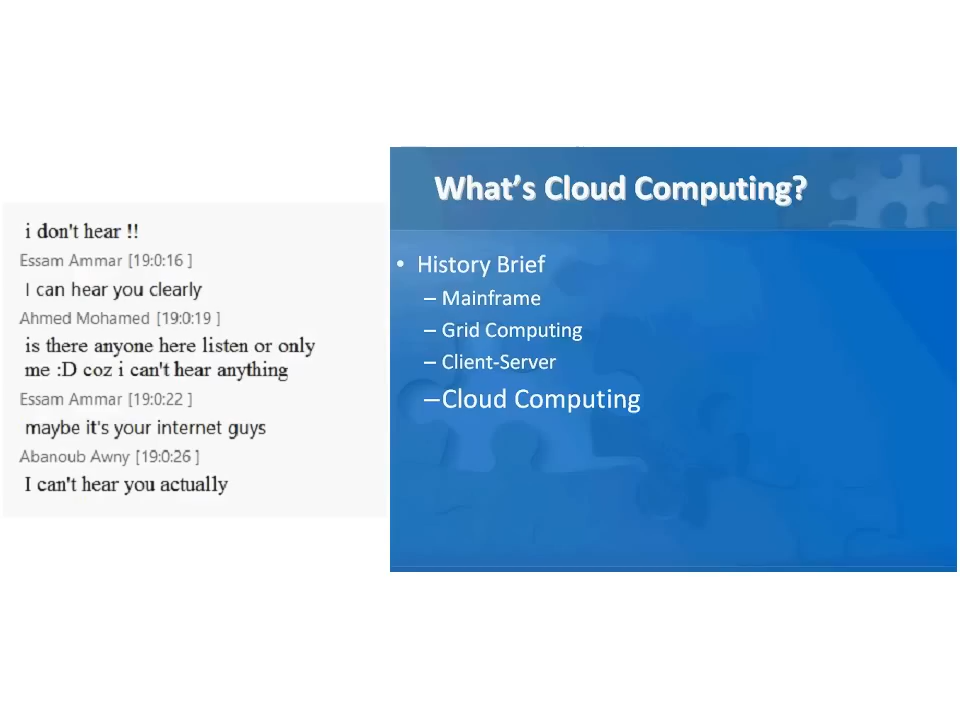 i don't hear !!
Essam Ammar [19:0:16 ]
I can hear you clearly
Ahmed Mohamed [19:0:19 ]
is there anyone here listen or only
me :D coz i can't hear anything
Essam Ammar [19:0:22 ]
maybe it's your internet guys
Abanoub Awny [19:0:26 ]
I can't hear you actually
What's Cloud Computing?
• History Brief
– Mainframe
– Grid Computing
– Client-Server
–Cloud Computing